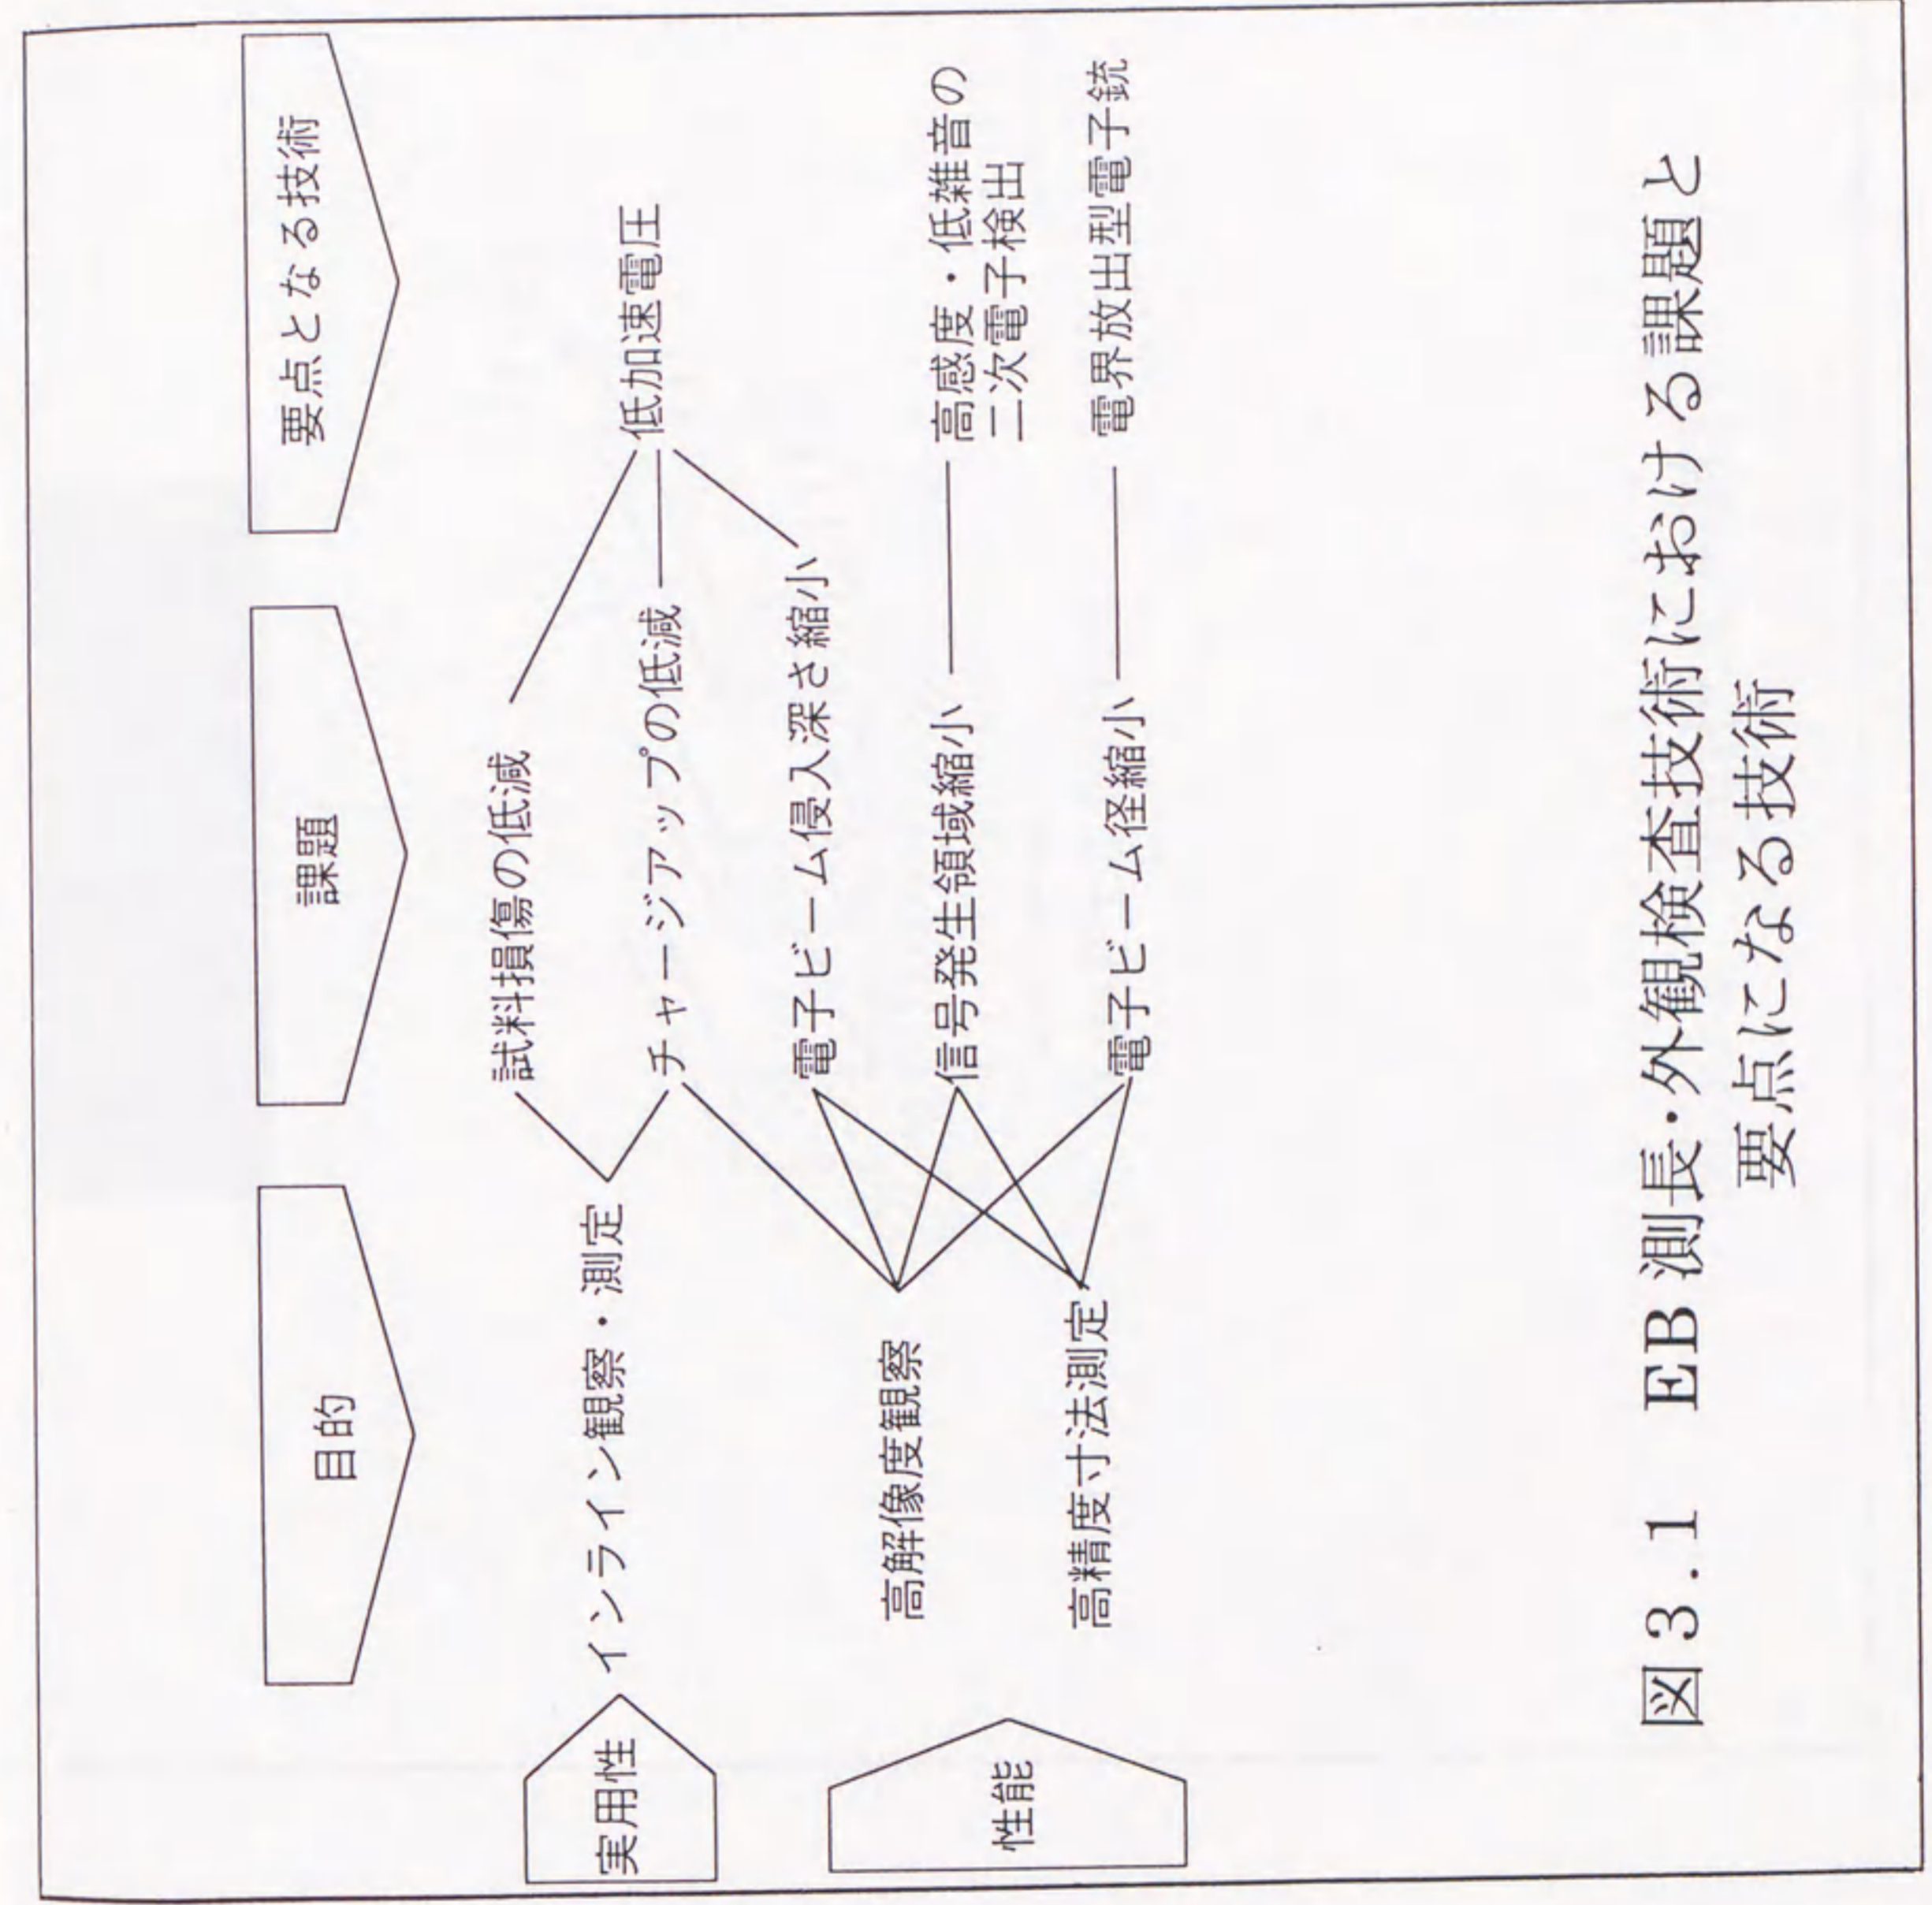 目的
課題
要点となる技術
実用性
インライン観察・測定
試料損傷の低減
チャージアップの低減
低加速電圧
性能
高解像度観察
高精度寸法測定
電子ビーム侵入深さ縮小
信号発生領域縮小
電子ビーム径縮小
高感度・低雑音の
二次電子検出
電界放出型電子銃
図3.1 EB 測長・外観検査技術における課題と
要点になる技術